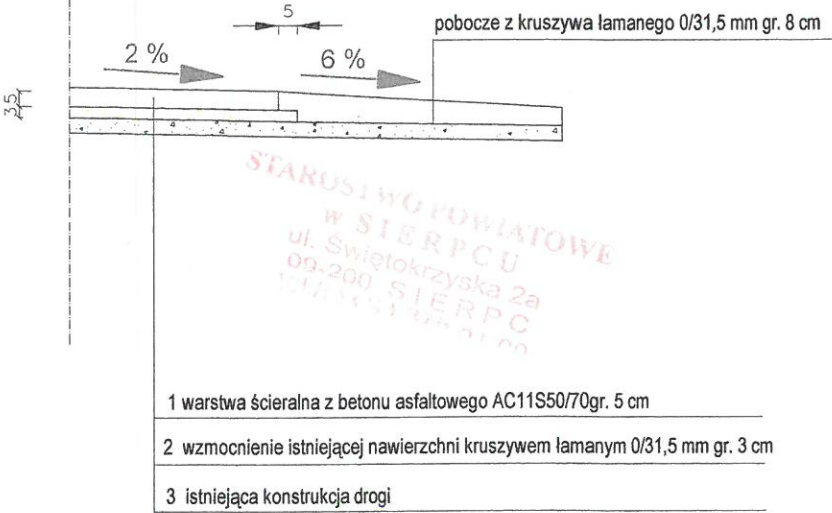 5
pobocze z kruszywa łamanego 0/31,5 mm gr. 8 cm
2 %
6 %
3
5
STAROSTWO POWIATOWE
w SIERPCU
ul. Świętokrzyska 2a
09-200 SIERPC
1 warstwa ścieralna z betonu asfaltowego AC11S50/70gr. 5 cm
2 wzmocnienie istniejącej nawierzchni kruszywem łamanym 0/31,5 mm gr. 3 cm
3 istniejąca konstrukcja drogi